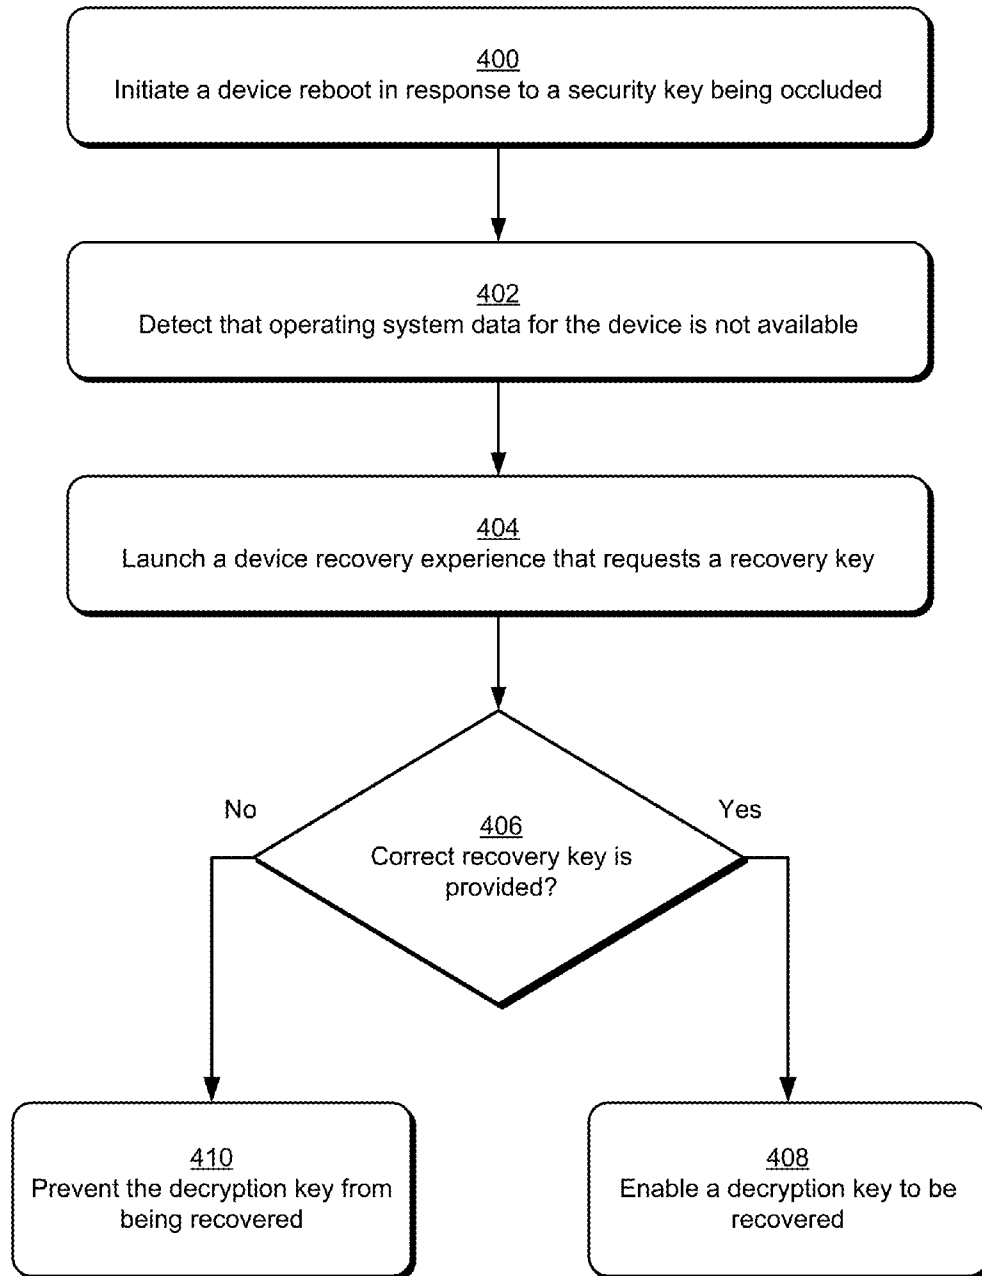 400
Initiate a device reboot in response to a security key being occluded
402
Detect that operating system data for the device is not available
404
Launch a device recovery experience that requests a recovery key
No
Yes
406
Correct recovery key is
provided?
410
Prevent the decryption key from
being recovered
408
Enable a decryption key to be
recovered